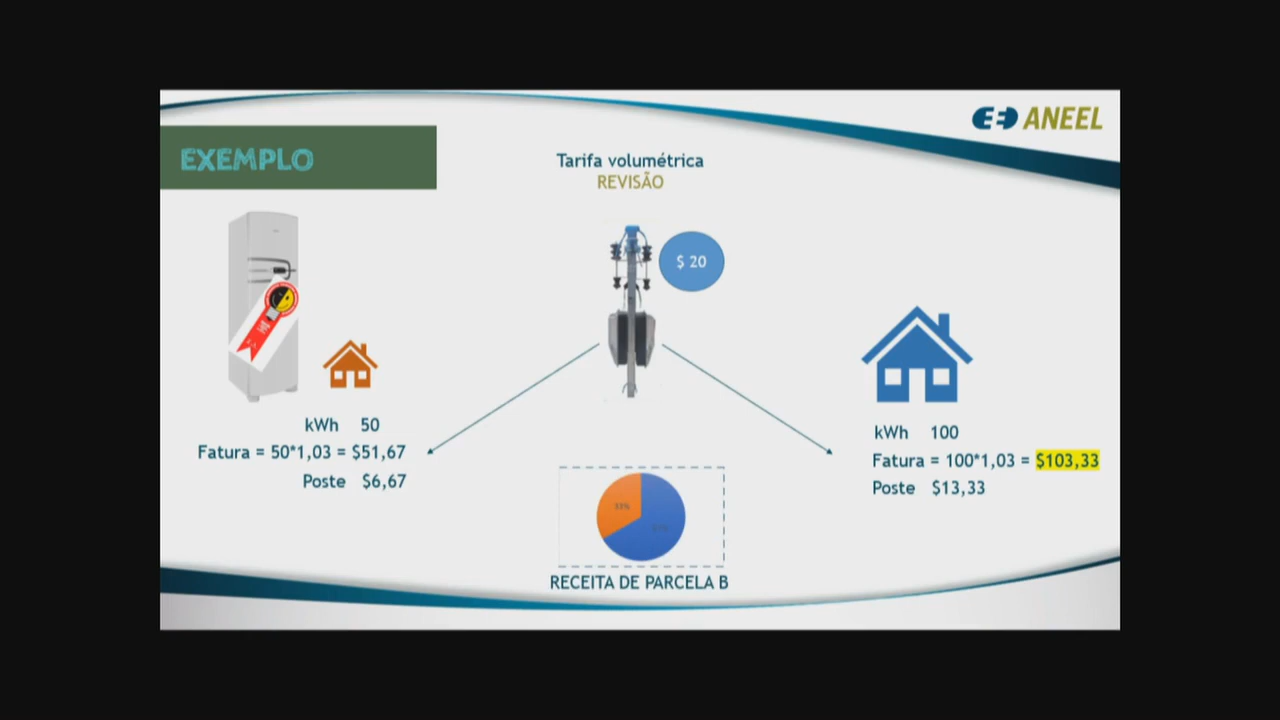 ANEEL
EXEMPLO
Tarifa volumétrica
REVISÃO
$ 20
kWh 50
Fatura = 50*1,03 = $51,67
Poste $6,67
kWh 100
Fatura = 100*1,03 = $103,33
Poste $13,33
33%
RECEITA DE PARCELA B